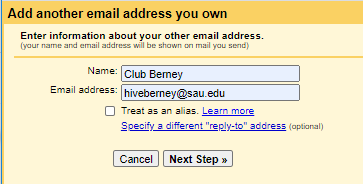 Add another email address you own
Enter information about your other email address.
(your name and email address will be shown on mail you send)
Name: Club Berney
Email address: hiveberney@sau.edu
Treat as an alias. Learn more
Specify a different "reply-to" address (optional)
Cancel Next Step »